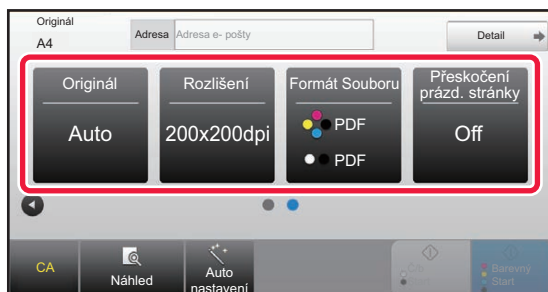 Originál
A4
Adresa
Adresa e- pošty
Detail
Originál
Auto
Rozlišení
200x200dpi
Formát Souboru
PDF
PDF
Přeskočení
prázd. stránky
Off
CA
Náhled
Auto
nastavení
Barevný
Start